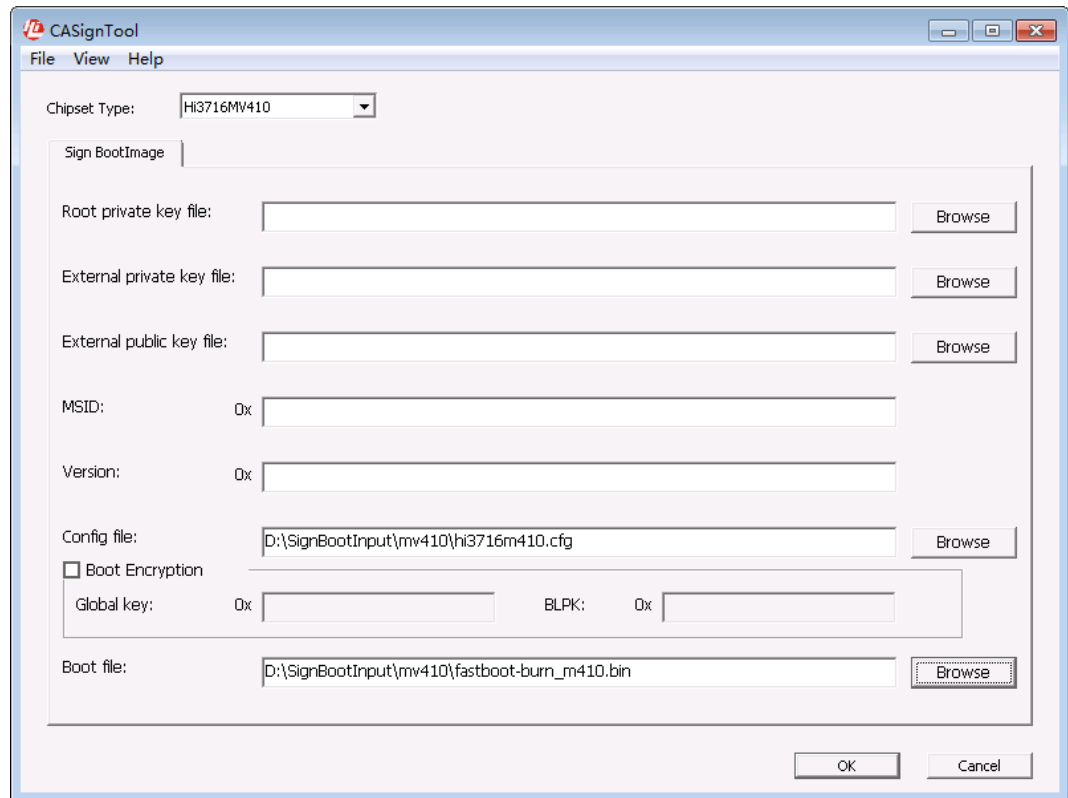 CASignTool
File View Help
Chipset Type: Hi3716MV410
Sign BootImage
Root private key file: Browse
External private key file: Browse
External public key file: Browse
MSID: 0x
Version: 0x
Config file: D:\SignBootInput\mv410\hi3716m410.cfg Browse
Boot Encryption
Global key: 0x BLPK: 0x
Boot file: D:\SignBootInput\mv410\fastboot-burn_m410.bin Browse
OK Cancel